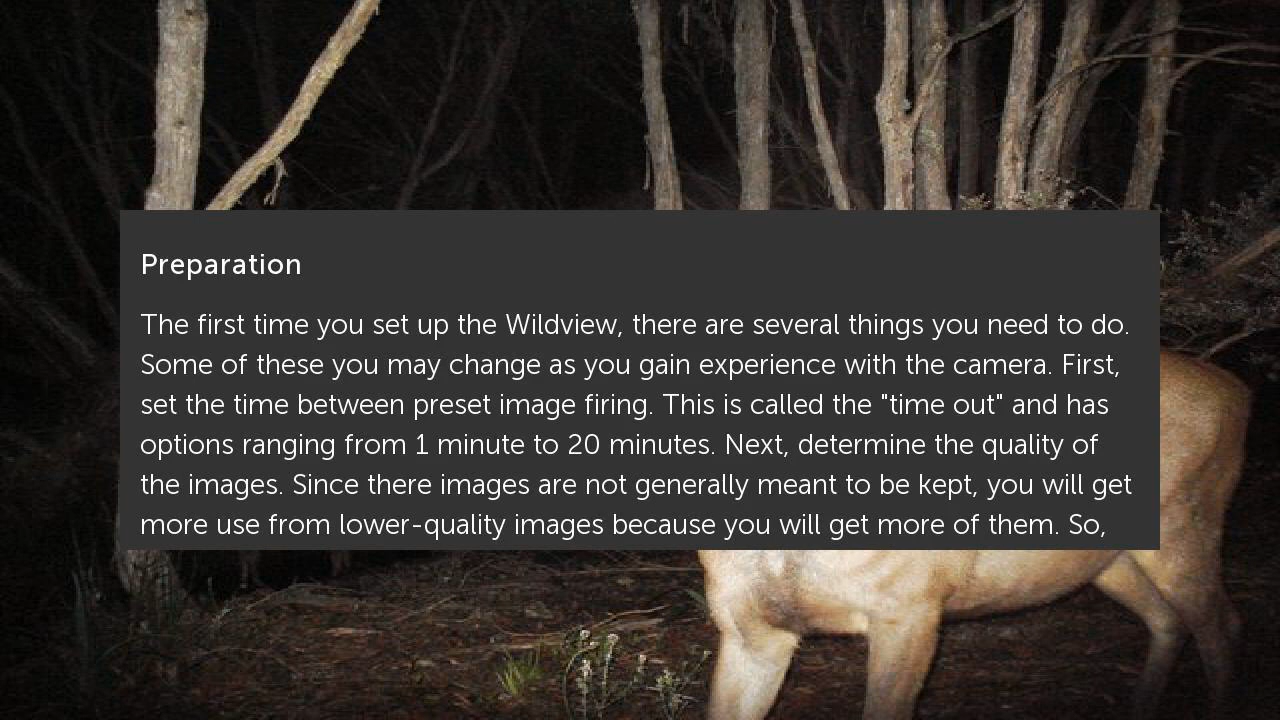 Preparation
The first time you set up the Wildview, there are several things you need to do.
Some of these you may change as you gain experience with the camera. First,
set the time between preset image firing. This is called the "time out" and has
options ranging from 1 minute to 20 minutes. Next, determine the quality of
the images. Since there images are not generally meant to be kept, you will get
more use from lower-quality images because you will get more of them. So,